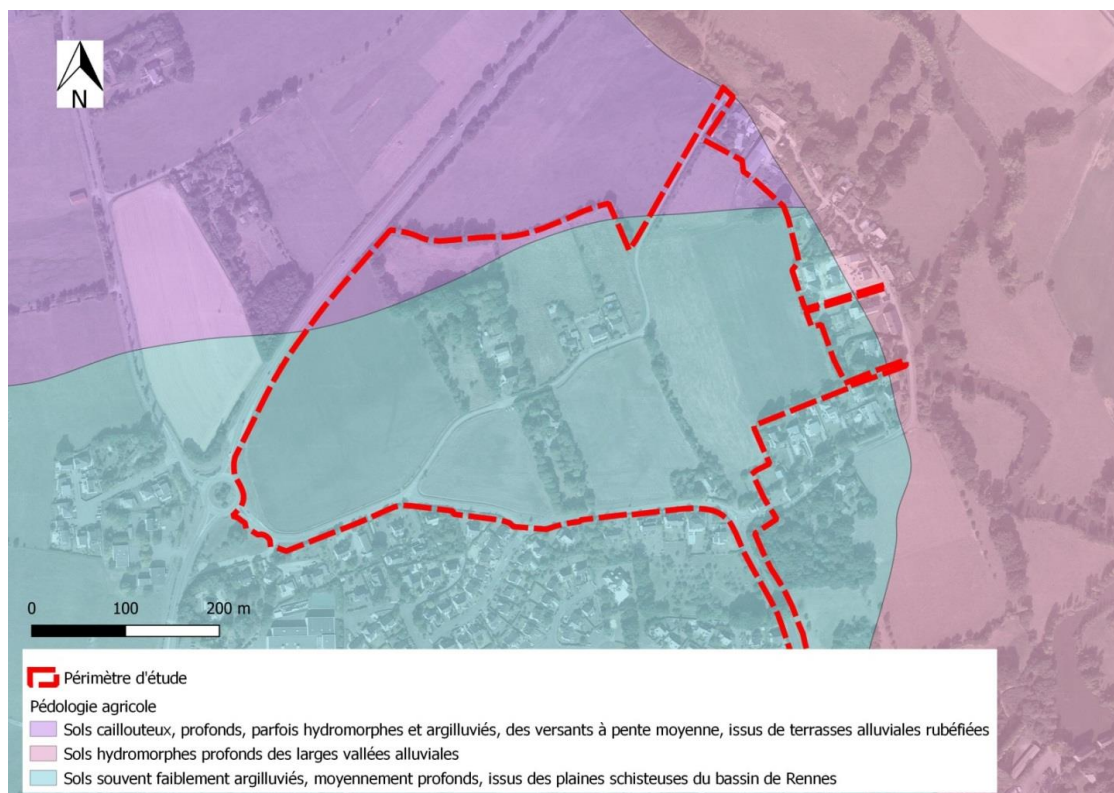 N
0 100 200 m
Périmètre d'étude
Pédologie agricole
Sols caillouteux, profonds, parfois hydromorphes et argilluviés, des versants à pente moyenne, issus de terrasses alluviales rubéfiées
Sols hydromorphes profonds des larges vallées alluviales
Sols souvent faiblement argilluviés, moyennement profonds, issus des plaines schisteuses du bassin de Rennes